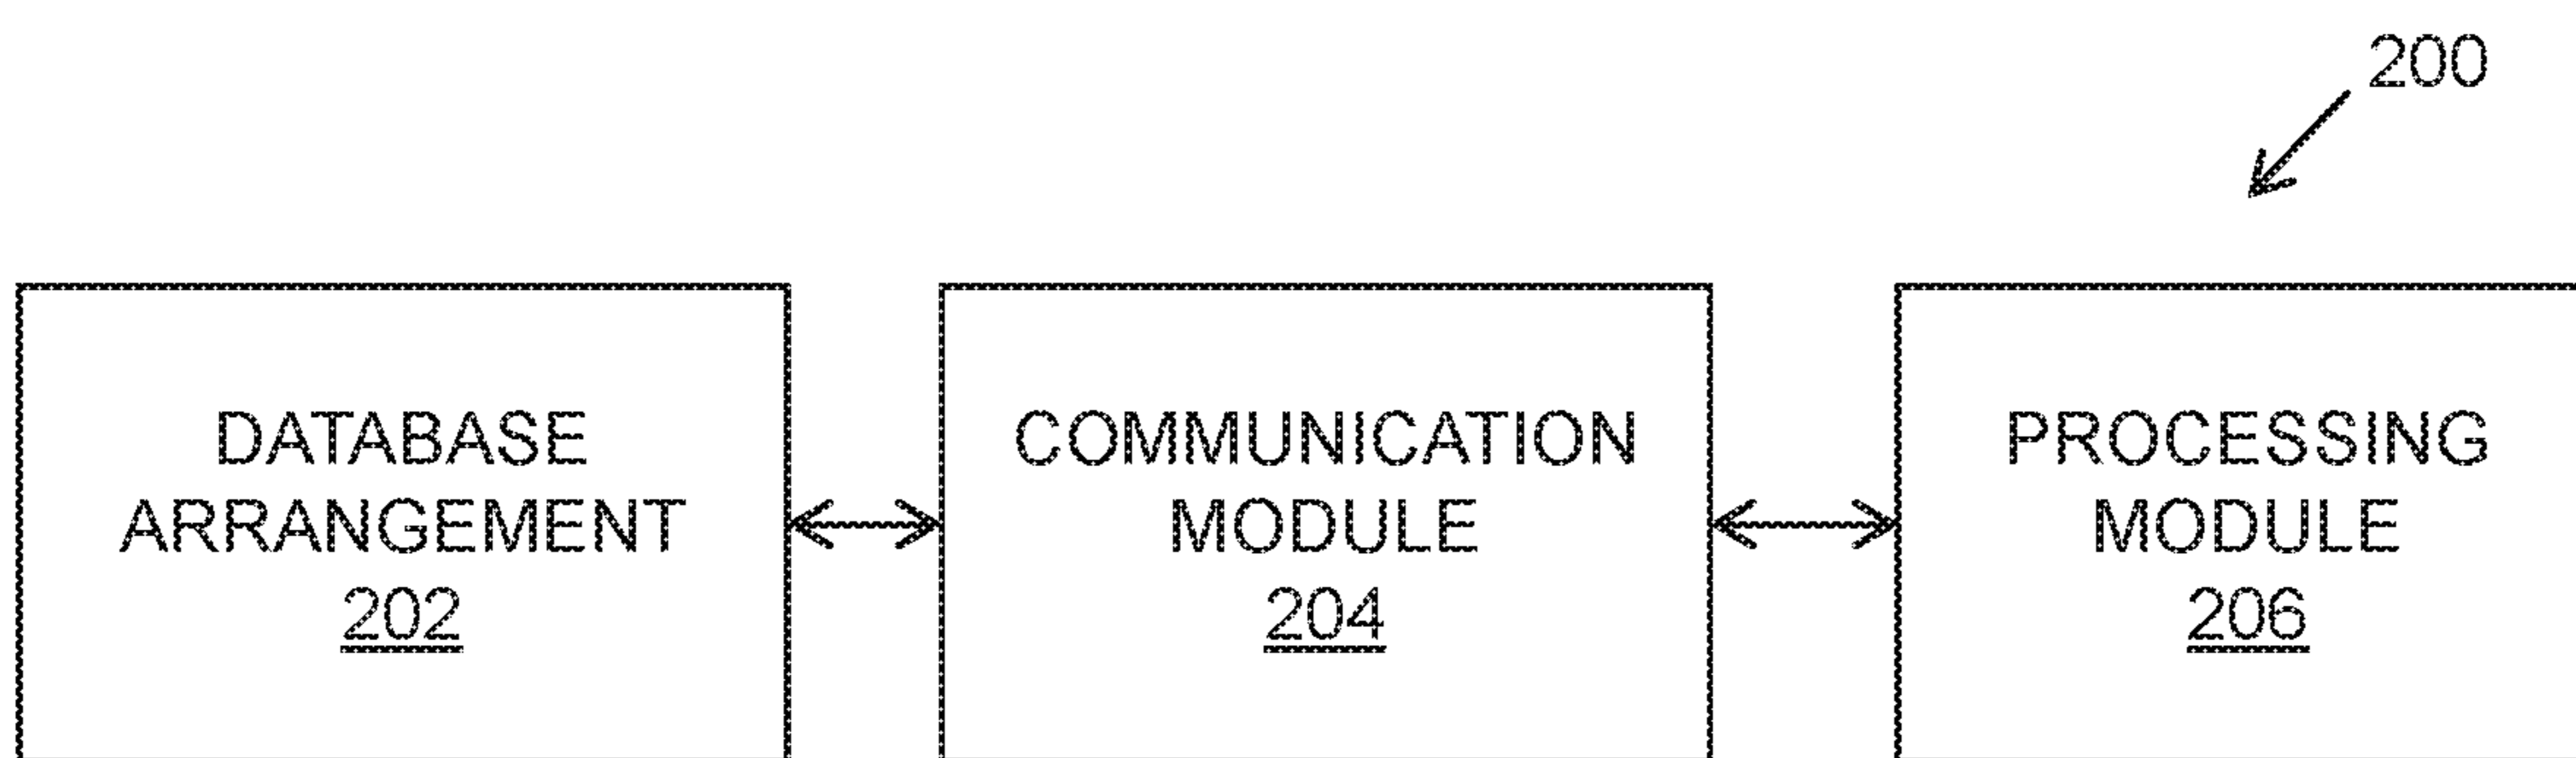 200
DATABASE
ARRANGEMENT
202
COMMUNICATION
MODULE
204
PROCESSING
MODULE
206